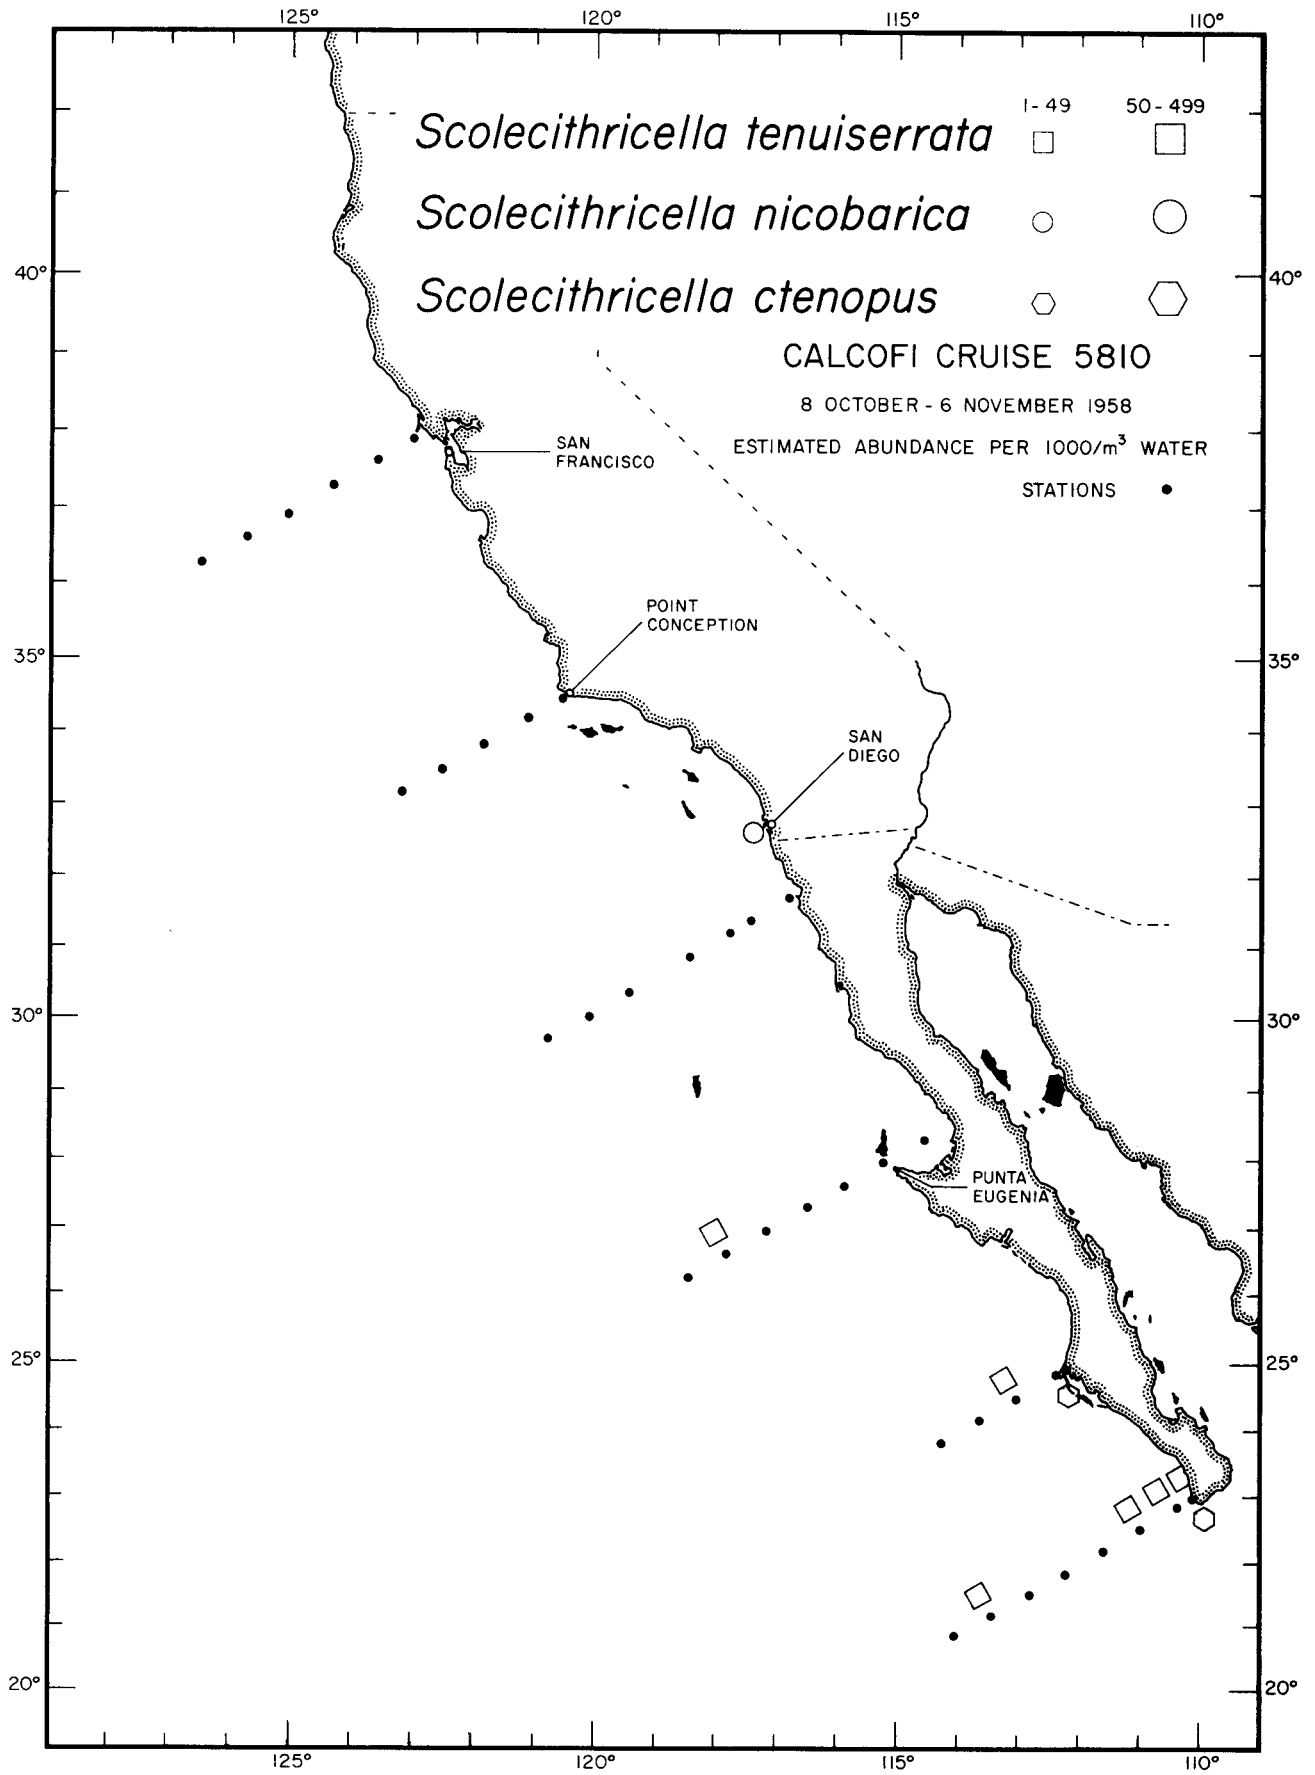 125° 120° 115° 110°
1-49 50-499
Scolecithricella tenuiserrata
Scolecithricella nicobarica
40° 40°
Scolecithricella ctenopus
CALCOFI CRUISE 5810
8 OCTOBER - 6 NOVEMBER 1958
ESTIMATED ABUNDANCE PER 1000/m³ WATER
STATIONS
SAN
FRANCISCO
POINT
CONCEPTION
35° 35°
SAN
DIEGO
30° 30°
PUNTA
EUGENIA
25° 25°
20° 20°
125° 120° 115° 110°